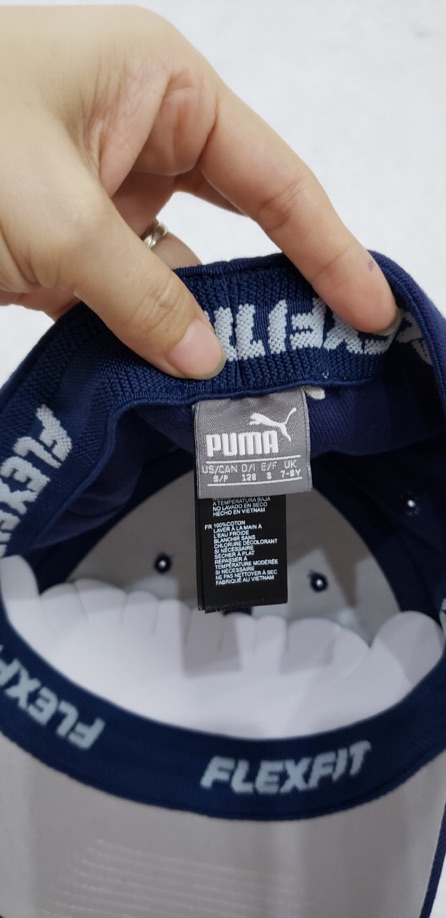 FLEXFIT
PUMA
US/CAN D/I E/F UK
S/P 128 8 7-8Y
A TEMPERATURA BAJA
NO LAVADO EN SECO
HECHO EN VIETNAM
FR 100%COTON
LAVER À LA MAIN A
L'EAU FROIDE
BLANCHIR SANS
CHLORURE DÉCOLORANT
SI NÉCESSAIRE
SÉCHER A PLAT
REPASSER A
TEMPÉRATURE MODÉRÉE
SI NÉCESSAIRE
NE PAS NETTOYER À SEC
FABRIQUÉ AU VIETNAM
FLEXFIT
FLEXFIT